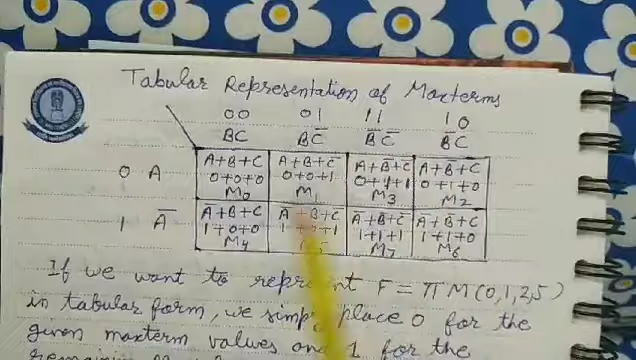 Tabular Representation of Maxterms
00 01 11 10
BC BC̅ B̅C̅ B̅C
0 A A+B+C A+B+C̅ A+B̅+C̅ A+B̅+C
0+0+0 0+0+1 0+1+1 0+1+0
M₀ M₁ M₃ M₂
1 A̅ A̅+B+C A̅+B+C̅ A̅+B̅+C̅ A̅+B̅+C
1+0+0 1+0+1 1+1+1 1+1+0
M₄ M₇ M₆
If we want to F = πM(0,1,2,5)
in tabular form, we place 0 for the
given maxterm values and 1 for the